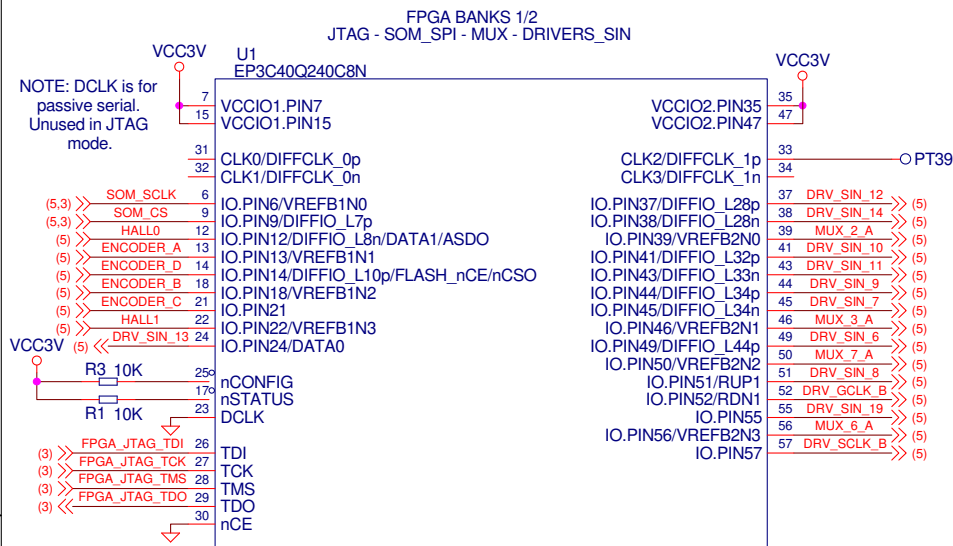 FPGA BANKS 1/2
JTAG - SOM_SPI - MUX - DRIVERS_SIN
VCC3V
U1
EP3C40Q240C8N
VCC3V
NOTE: DCLK is for
passive serial.
Unused in JTAG
mode.
7 VCCIO1.PIN7
15 VCCIO1.PIN15
31 CLK0/DIFFCLK_0p
32 CLK1/DIFFCLK_0n
(5,3) SOM_SCLK 6 IO.PIN6/VREFB1N0
(5,3) SOM_CS 9 IO.PIN9/DIFFIO_L7p
(5) HALL0 12 IO.PIN12/DIFFIO_L8n/DATA1/ASDO
(5) ENCODER_A 13 IO.PIN13/VREFB1N1
(5) ENCODER_D 14 IO.PIN14/DIFFIO_L10p/FLASH_nCE/nCSO
(5) ENCODER_B 18 IO.PIN18/VREFB1N2
(5) ENCODER_C 21 IO.PIN21
(5) HALL1 22 IO.PIN22/VREFB1N3
(5) DRV_SIN_13 24 IO.PIN24/DATA0
VCC3V
R3 10K 25 nCONFIG
17 nSTATUS
R1 10K
23 DCLK
(3) FPGA_JTAG_TDI 26 TDI
(3) FPGA_JTAG_TCK 27 TCK
(3) FPGA_JTAG_TMS 28 TMS
(3) FPGA_JTAG_TDO 29 TDO
30 nCE
VCCIO2.PIN35 35
VCCIO2.PIN47 47
CLK2/DIFFCLK_1p 33 PT39
CLK3/DIFFCLK_1n 34
IO.PIN37/DIFFIO_L28p 37 DRV_SIN_12 (5)
IO.PIN38/DIFFIO_L28n 38 DRV_SIN_14 (5)
IO.PIN39/VREFB2N0 39 MUX_2_A (5)
IO.PIN41/DIFFIO_L32p 41 DRV_SIN_10 (5)
IO.PIN43/DIFFIO_L33n 43 DRV_SIN_11 (5)
IO.PIN44/DIFFIO_L34p 44 DRV_SIN_9 (5)
IO.PIN45/DIFFIO_L34n 45 DRV_SIN_7 (5)
IO.PIN46/VREFB2N1 46 MUX_3_A (5)
IO.PIN49/DIFFIO_L44p 49 DRV_SIN_6 (5)
IO.PIN50/VREFB2N2 50 MUX_7_A (5)
IO.PIN51/RUP1 51 DRV_SIN_8 (5)
IO.PIN52/RDN1 52 DRV_GCLK_B (5)
IO.PIN55 55 DRV_SIN_19 (5)
IO.PIN56/VREFB2N3 56 MUX_6_A (5)
IO.PIN57 57 DRV_SCLK_B (5)